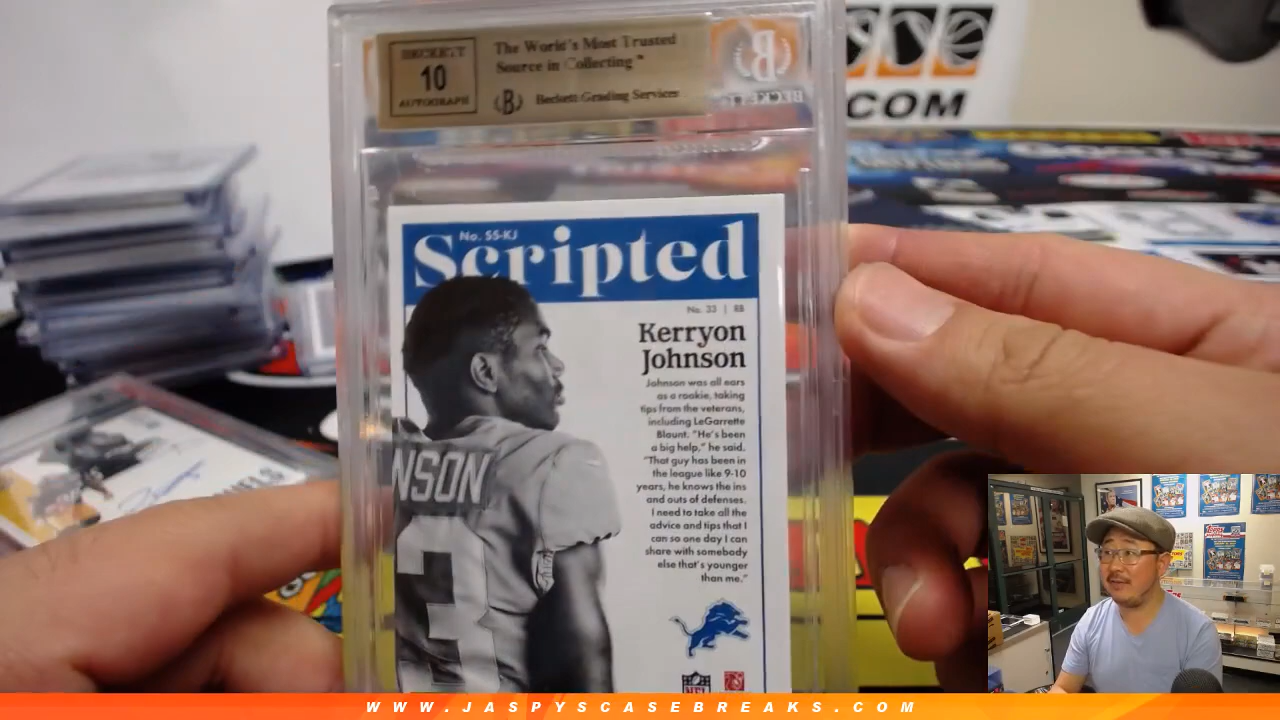 BECKETT
10
AUTOGRAPH
The World's Most Trusted
Source in Collecting™
Beckett Grading Services
BECKETT
.COM
No. SS-KJ
Scripted
No. 33 | RB
Kerryon
Johnson
Johnson was all ears
as a rookie, taking
tips from the veterans,
including LeGarrette
Blount. "He's been
a big help," he said.
"That guy has been in
the league like 9-10
years, he knows the ins
and outs of defenses.
I need to take all the
advice and tips that I
can so one day I can
share with somebody
else that's younger
than me."
NSON
3
NFL
WWW.JASPYSCASEBREAKS.COM